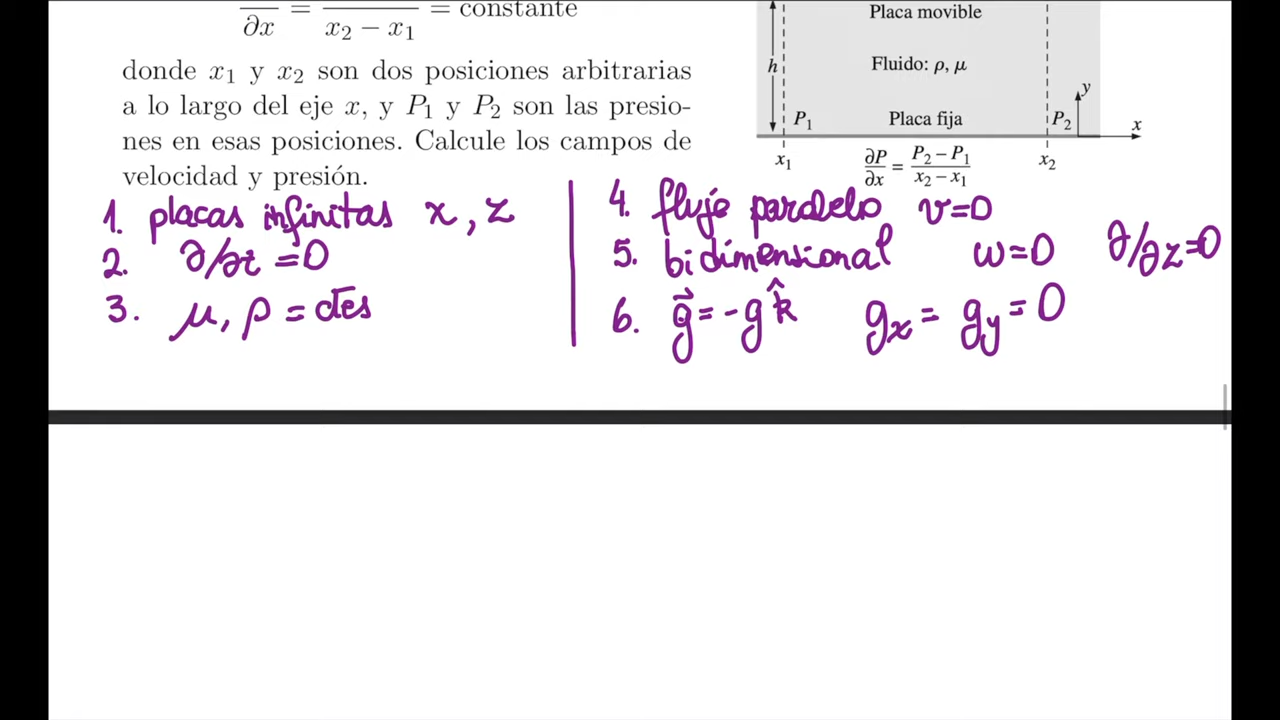 ∂x = x₂ − x₁ = constante
donde x₁ y x₂ son dos posiciones arbitrarias
a lo largo del eje x, y P₁ y P₂ son las presio-
nes en esas posiciones. Calcule los campos de
velocidad y presión.
Placa movible
h
Fluido: ρ, μ
P₁ Placa fija P₂
y
x
x₁ ∂P/∂x = (P₂ − P₁)/(x₂ − x₁) x₂
1. placas infinitas x, z
2. ∂/∂t = 0
3. μ, ρ = ctes
4. flujo paralelo v=0
5. bidimensional w=0 ∂/∂z=0
6. g⃗ = -g k̂ gₓ = g_y = 0